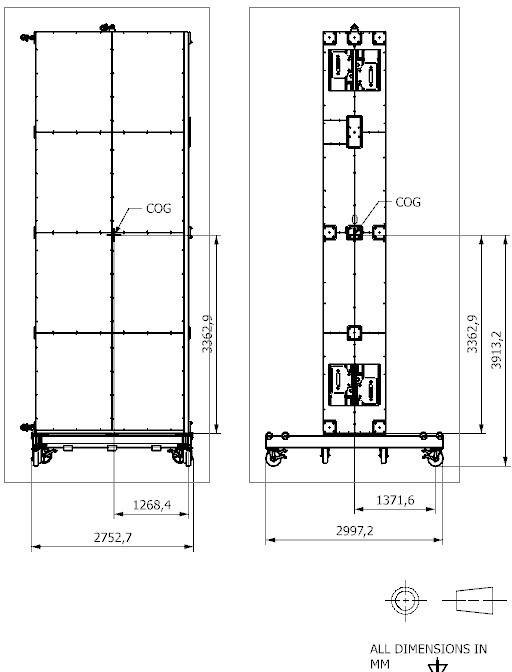 COG
COG
3362,9
3362,9
3913,2
1268,4
1371,6
2752,7
2997,2
ALL DIMENSIONS IN
MM